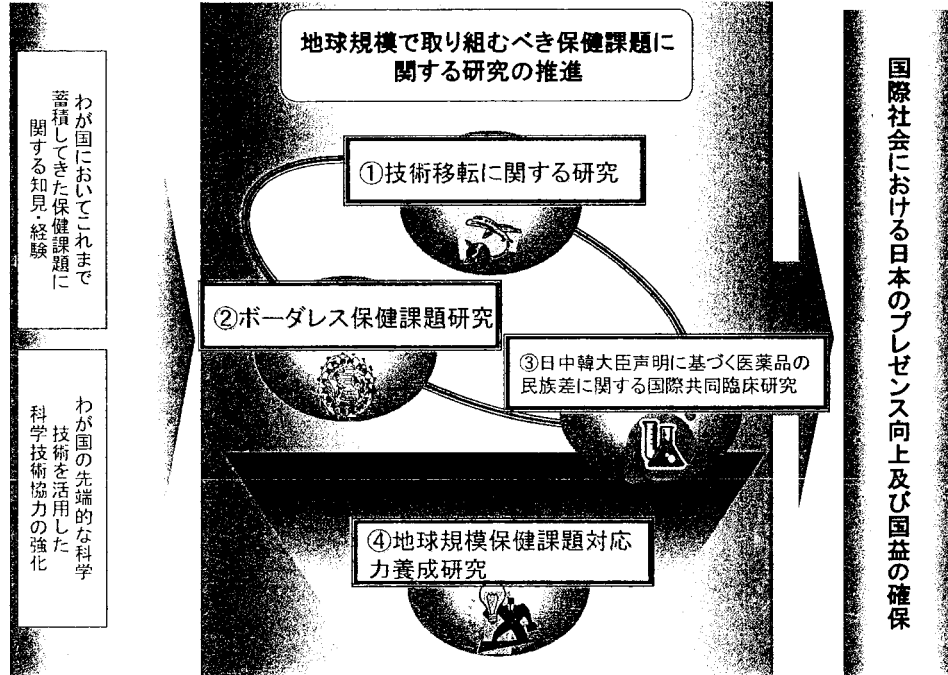 地球規模で取り組むべき保健課題に
関する研究の推進
わが国においてこれまで
蓄積してきた保健課題に
関する知見・経験
わが国の先端的な科学
技術を活用した
科学技術協力の強化
①技術移転に関する研究
②ボーダレス保健課題研究
③日中韓大臣声明に基づく医薬品の
民族差に関する国際共同臨床研究
④地球規模保健課題対応
力養成研究
国際社会における日本のプレゼンス向上及び国益の確保